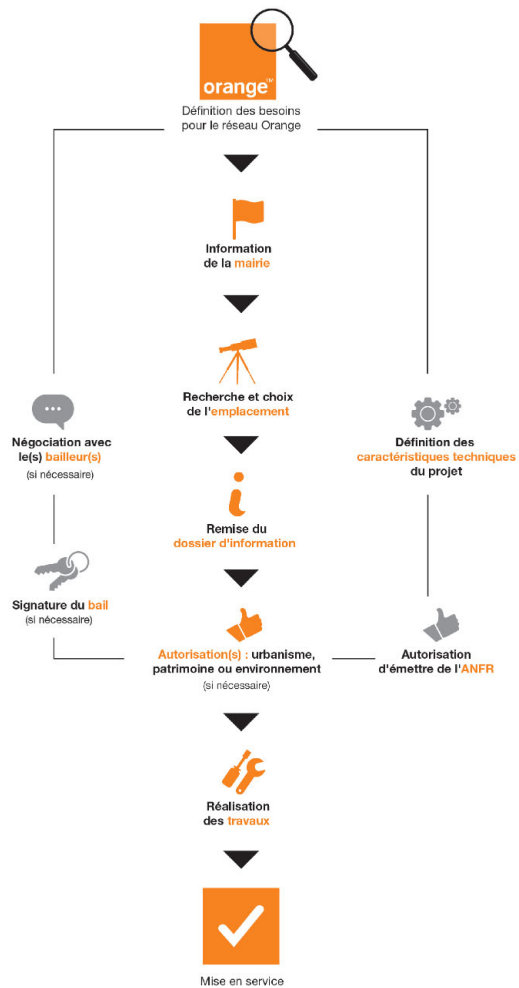 orange™
Définition des besoins
pour le réseau Orange
Information
de la mairie
Recherche et choix
de l'emplacement
Négociation avec
le(s) bailleur(s)
(si nécessaire)
Définition des
caractéristiques techniques
du projet
Remise du
dossier d'information
Signature du bail
(si nécessaire)
Autorisation(s) : urbanisme,
patrimoine ou environnement
(si nécessaire)
Autorisation
d'émettre de l'ANFR
Réalisation
des travaux
Mise en service